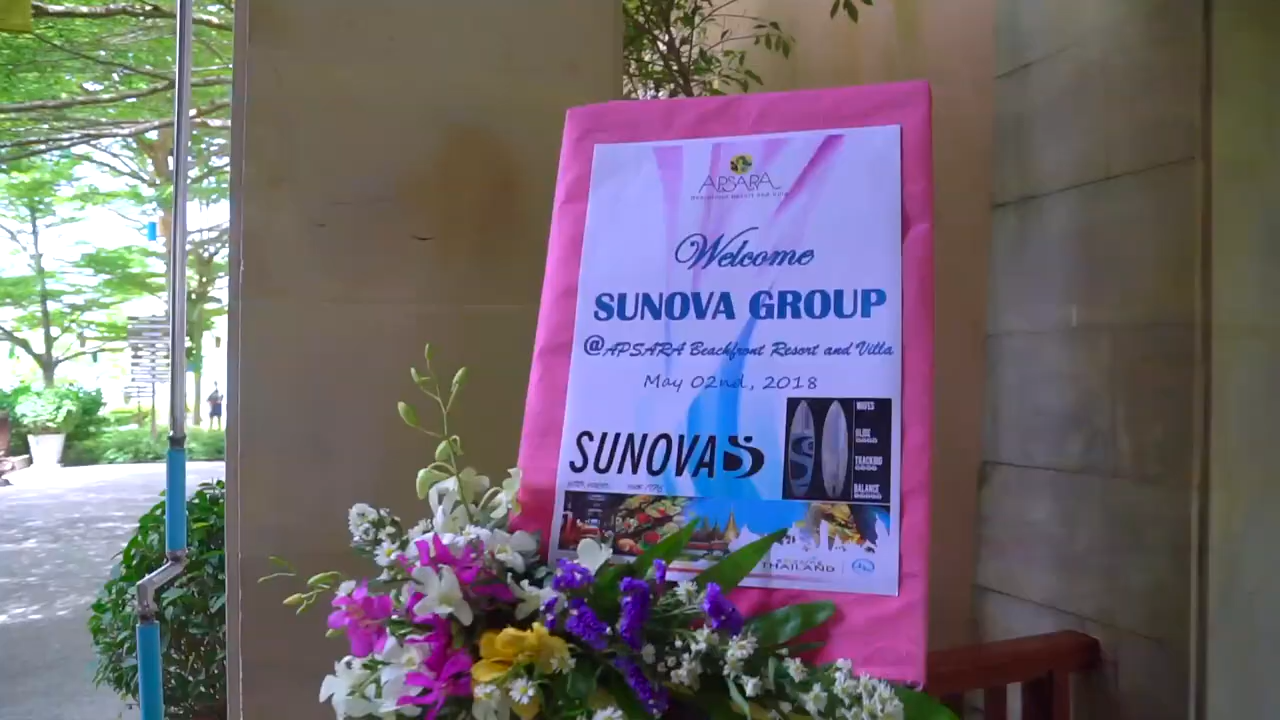 APSARA
Welcome
SUNOVA GROUP
@APSARA Beachfront Resort and Villa
May 02nd, 2018
SUNOVA
WAVES
GLIDE
TRACKING
BALANCE
THAILAND